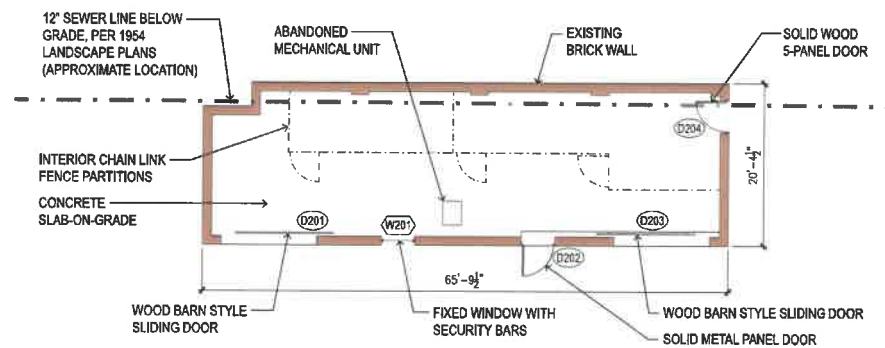 12" SEWER LINE BELOW
GRADE, PER 1954
LANDSCAPE PLANS
(APPROXIMATE LOCATION)
ABANDONED
MECHANICAL UNIT
EXISTING
BRICK WALL
SOLID WOOD
5-PANEL DOOR
D204
INTERIOR CHAIN LINK
FENCE PARTITIONS
20'-4½"
CONCRETE
SLAB-ON-GRADE
D201
W201
D203
D202
65'-9½"
WOOD BARN STYLE
SLIDING DOOR
FIXED WINDOW WITH
SECURITY BARS
WOOD BARN STYLE SLIDING DOOR
SOLID METAL PANEL DOOR